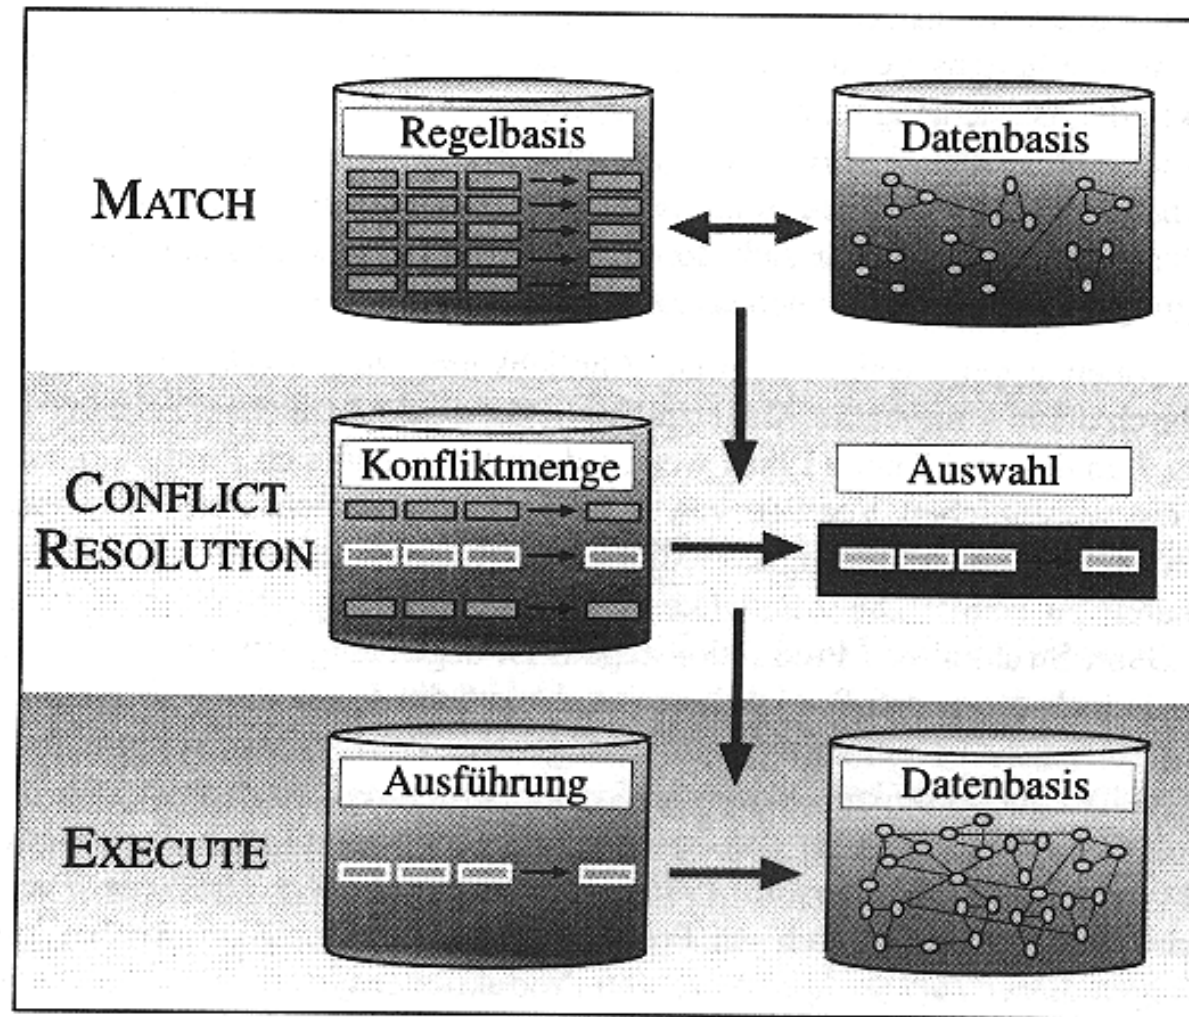 MATCH
Regelbasis
Datenbasis
CONFLICT
RESOLUTION
Konfliktmenge
Auswahl
EXECUTE
Ausführung
Datenbasis